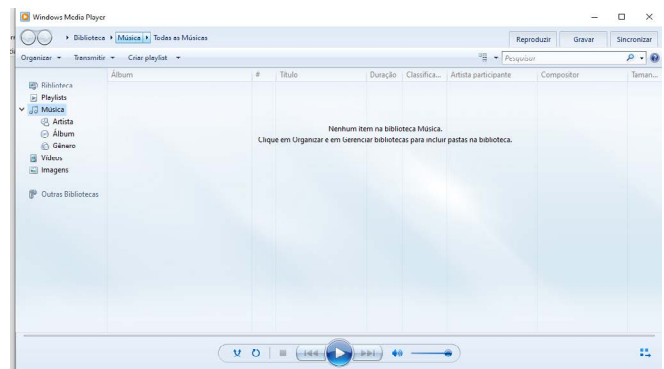 Windows Media Player
Biblioteca Música Todas as Músicas
Reproduzir Gravar Sincronizar
Organizar Transmitir Criar playlist
Pesquisar
Álbum # Título Duração Classifica... Artista participante Compositor Taman...
Biblioteca
Playlists
Música
Artista
Álbum
Gênero
Vídeos
Imagens
Outras Bibliotecas
Nenhum item na biblioteca Música.
Clique em Organizar e em Gerenciar bibliotecas para incluir pastas na biblioteca.